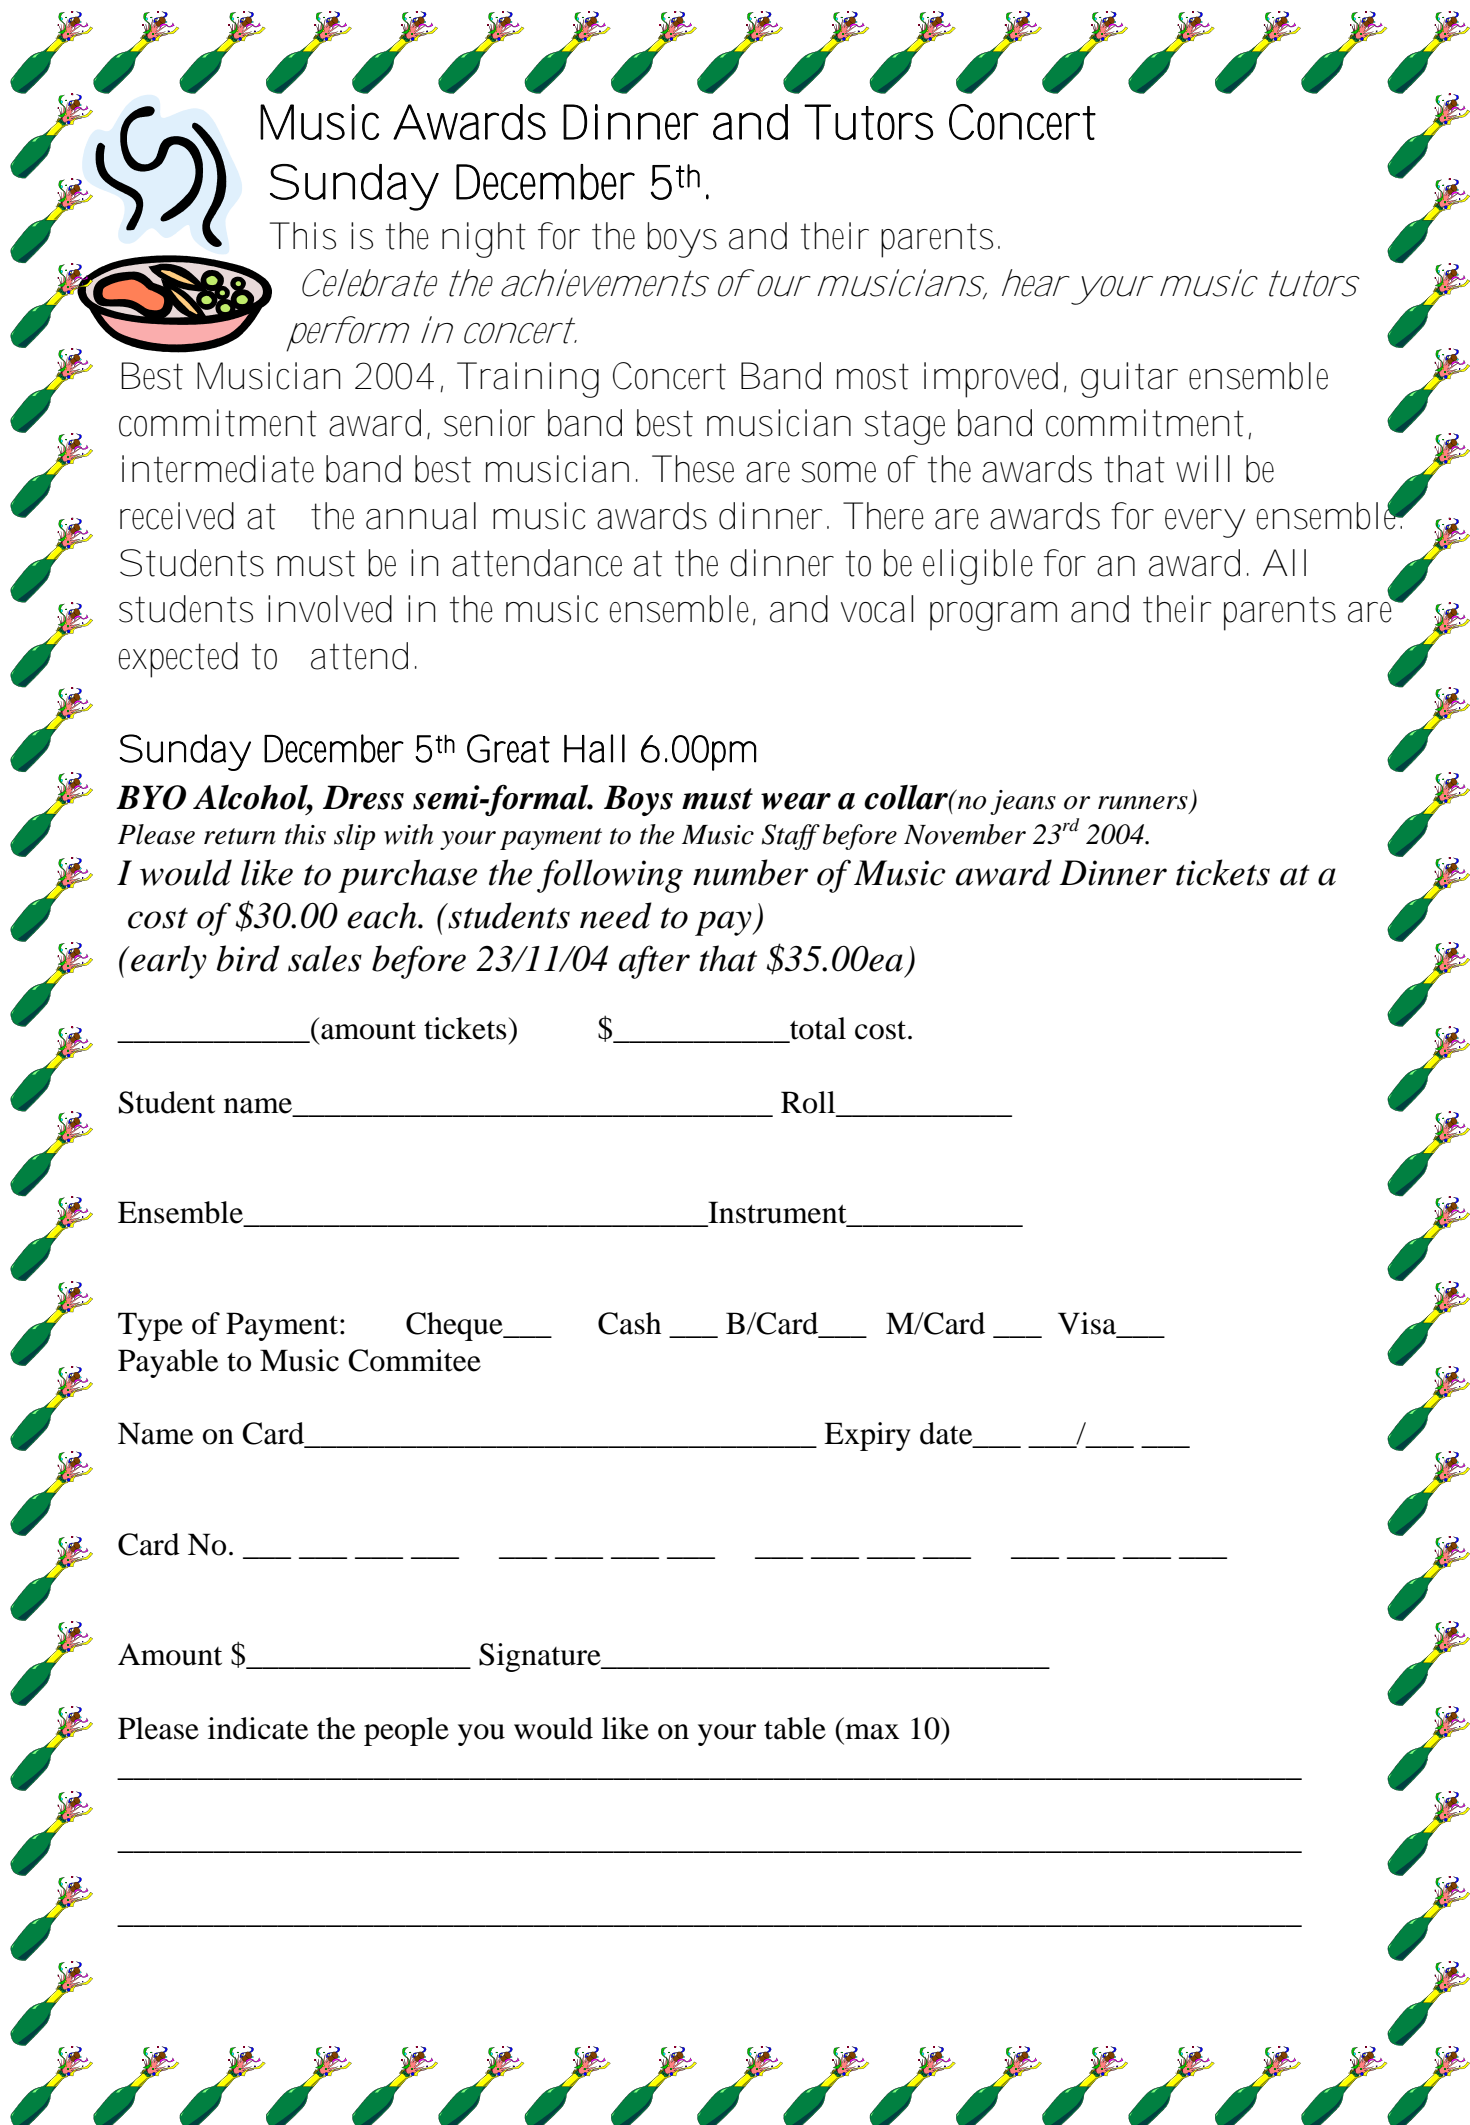 Music Awards Dinner and Tutors Concert
Sunday December 5th.
This is the night for the boys and their parents.
Celebrate the achievements of our musicians, hear your music tutors
perform in concert.
Best Musician 2004, Training Concert Band most improved, guitar ensemble
commitment award, senior band best musician stage band commitment,
intermediate band best musician. These are some of the awards that will be
received at the annual music awards dinner. There are awards for every ensemble.
Students must be in attendance at the dinner to be eligible for an award. All
students involved in the music ensemble, and vocal program and their parents are
expected to attend.
Sunday December 5th Great Hall 6.00pm
BYO Alcohol, Dress semi-formal. Boys must wear a collar(no jeans or runners)
Please return this slip with your payment to the Music Staff before November 23rd 2004.
I would like to purchase the following number of Music award Dinner tickets at a
cost of $30.00 each. (students need to pay)
(early bird sales before 23/11/04 after that $35.00ea)
____________(amount tickets) $___________total cost.
Student name______________________________ Roll___________
Ensemble_____________________________Instrument___________
Type of Payment: Cheque___ Cash ___ B/Card___ M/Card ___ Visa___
Payable to Music Commitee
Name on Card________________________________ Expiry date___ ___/___ ___
Card No. ___ ___ ___ ___ ___ ___ ___ ___ ___ ___ ___ ___ ___ ___ ___ ___
Amount $______________ Signature____________________________
Please indicate the people you would like on your table (max 10)
__________________________________________________________________________
__________________________________________________________________________
__________________________________________________________________________